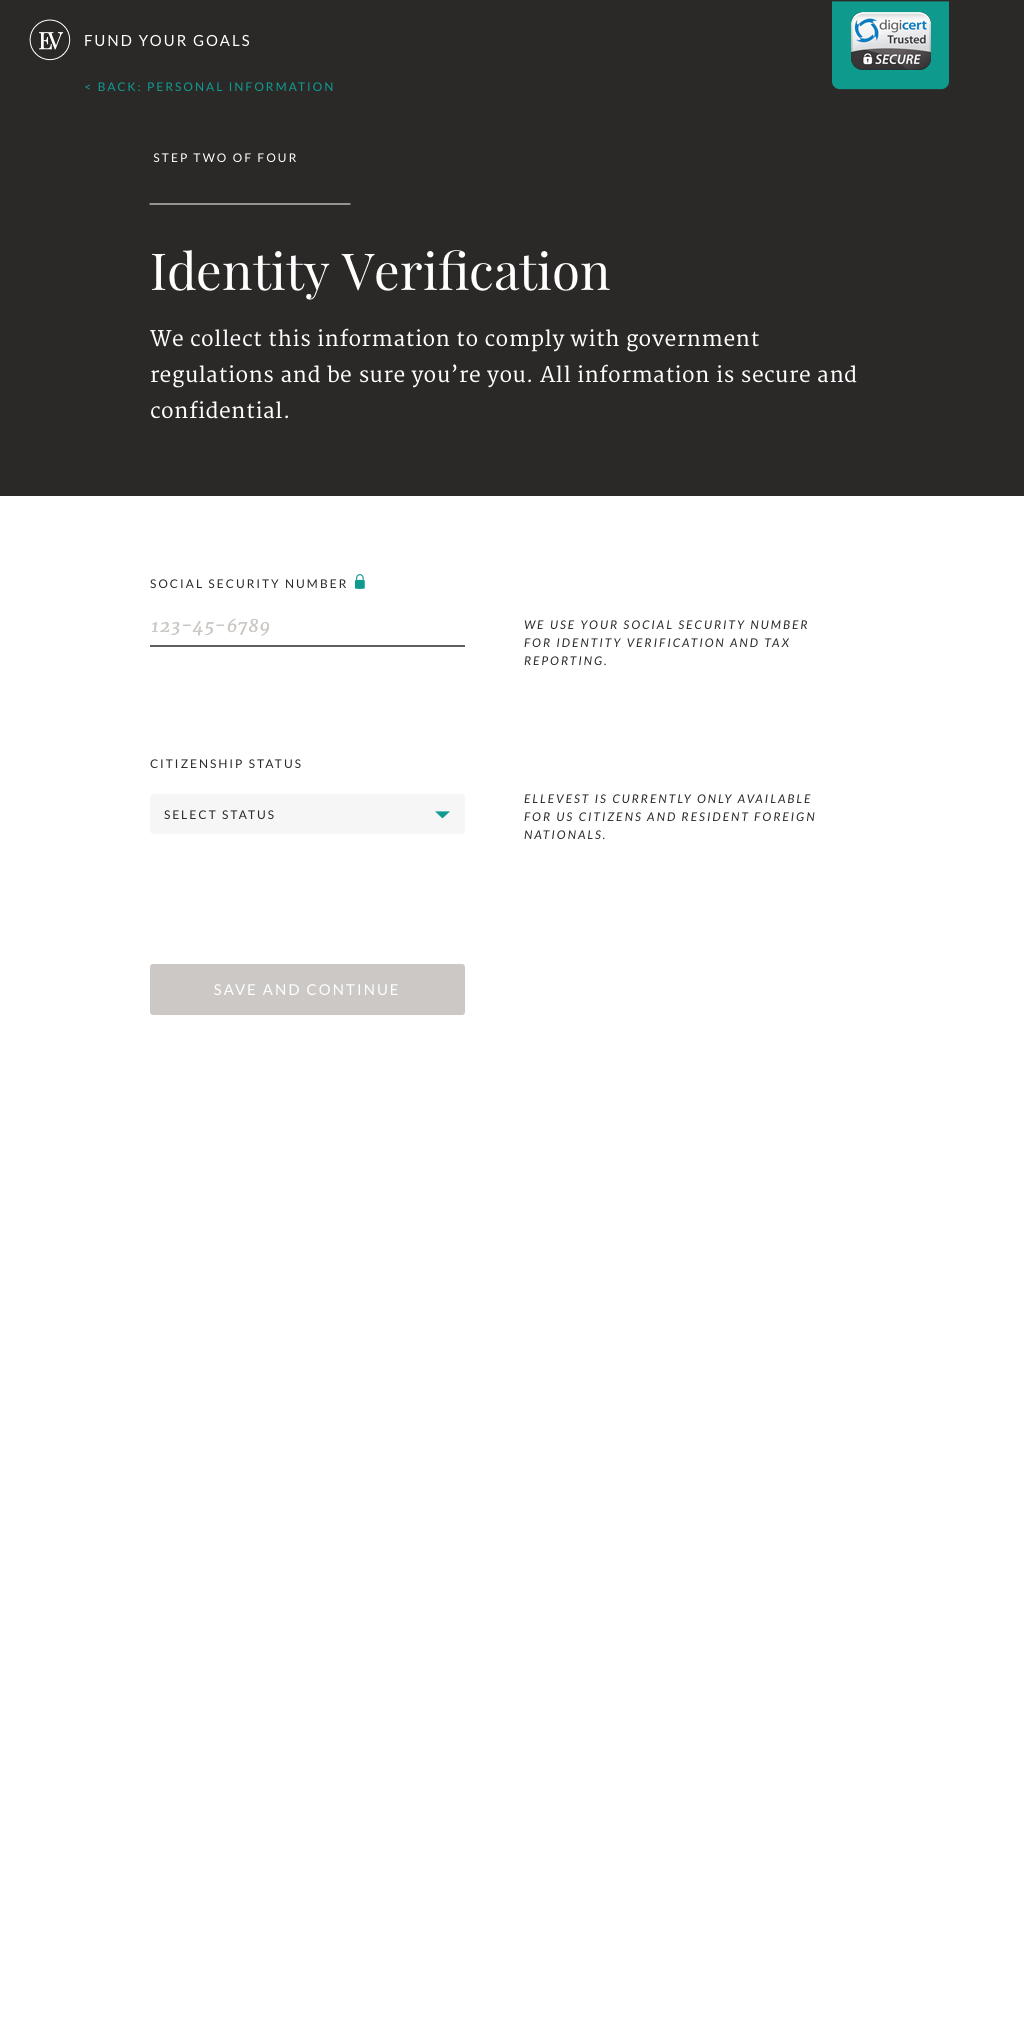 EV FUND YOUR GOALS
digicert
Trusted
SECURE
< BACK: PERSONAL INFORMATION
STEP TWO OF FOUR
Identity Verification
We collect this information to comply with government
regulations and be sure you’re you. All information is secure and
confidential.
SOCIAL SECURITY NUMBER
123-45-6789
WE USE YOUR SOCIAL SECURITY NUMBER
FOR IDENTITY VERIFICATION AND TAX
REPORTING.
CITIZENSHIP STATUS
SELECT STATUS
ELLEVEST IS CURRENTLY ONLY AVAILABLE
FOR US CITIZENS AND RESIDENT FOREIGN
NATIONALS.
SAVE AND CONTINUE